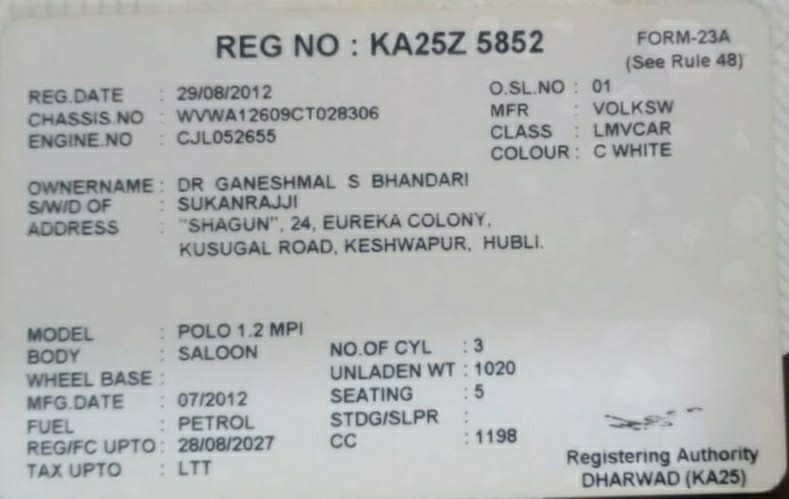 REG NO : KA25Z 5852
FORM-23A
(See Rule 48)
REG.DATE : 29/08/2012
O.SL.NO : 01
CHASSIS.NO : WVWA12609CT028306
MFR : VOLKSW
ENGINE.NO : CJL052655
CLASS : LMVCAR
COLOUR : C WHITE
OWNERNAME : DR GANESHMAL S BHANDARI
S/W/D OF : SUKANRAJJI
ADDRESS : "SHAGUN", 24, EUREKA COLONY,
KUSUGAL ROAD, KESHWAPUR, HUBLI.
MODEL : POLO 1.2 MPI
BODY : SALOON
NO.OF CYL : 3
WHEEL BASE :
UNLADEN WT : 1020
MFG.DATE : 07/2012
SEATING : 5
FUEL : PETROL
STDG/SLPR :
REG/FC UPTO : 28/08/2027
CC : 1198
TAX UPTO : LTT
Registering Authority
DHARWAD (KA25)